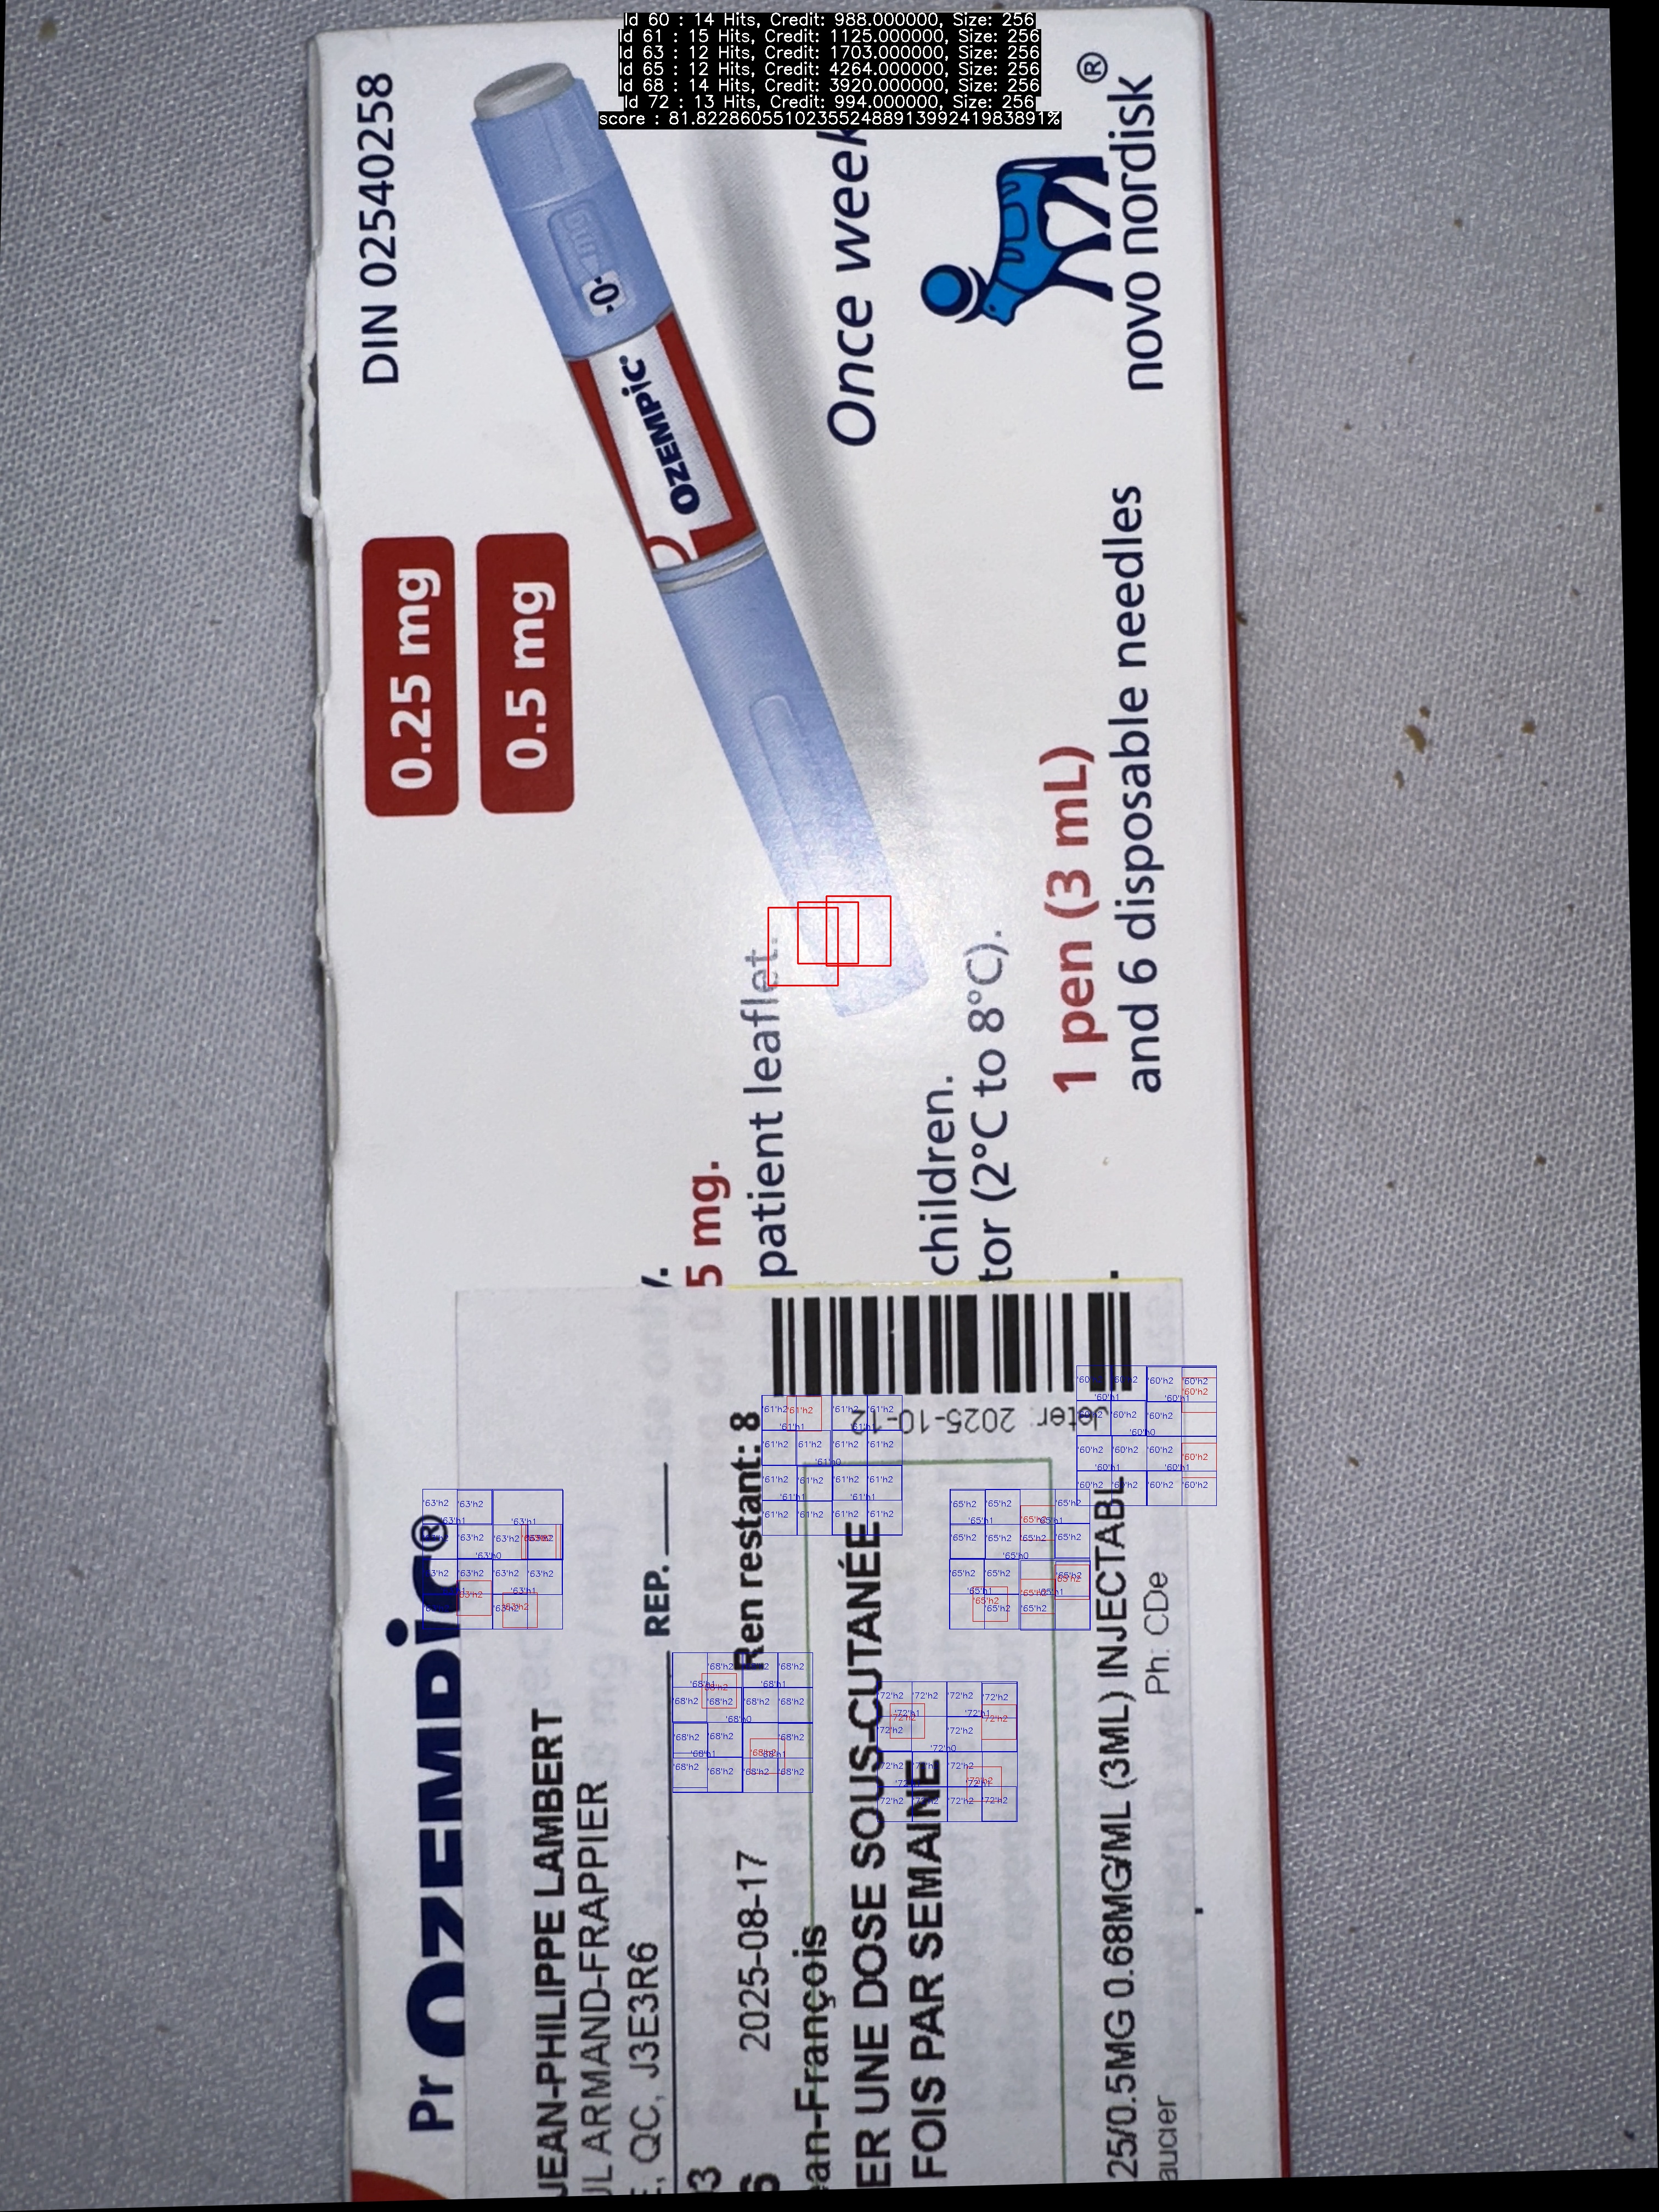 Id 60 : 14 Hits, Credit: 988.000000, Size: 256
Id 61 : 15 Hits, Credit: 1125.000000, Size: 256
Id 63 : 12 Hits, Credit: 1703.000000, Size: 256
Id 65 : 12 Hits, Credit: 4264.000000, Size: 256
Id 68 : 14 Hits, Credit: 3920.000000, Size: 256
Id 72 : 13 Hits, Credit: 994.000000, Size: 256
score : 81.82286055102355248891399241983891%
DIN 02540258
0.25 mg
0.5 mg
OZEMPIC®
Once week
novo nordisk®
5 mg.
patient leaflet.
children.
tor (2°C to 8°C).
1 pen (3 mL)
and 6 disposable needles
Pr OZEMPIC®
JEAN-PHILIPPE LAMBERT
ARMAND-FRAPPIER
QC, J3E3R6
REP.
2025-08-17
Ren restant: 8
an-François
ER UNE DOSE SOUS-CUTANÉE
FOIS PAR SEMAINE
Jeter: 2025-10-12
25/0.5MG 0.68MG/ML (3ML) INJECTABL
aucier
Ph: CDe